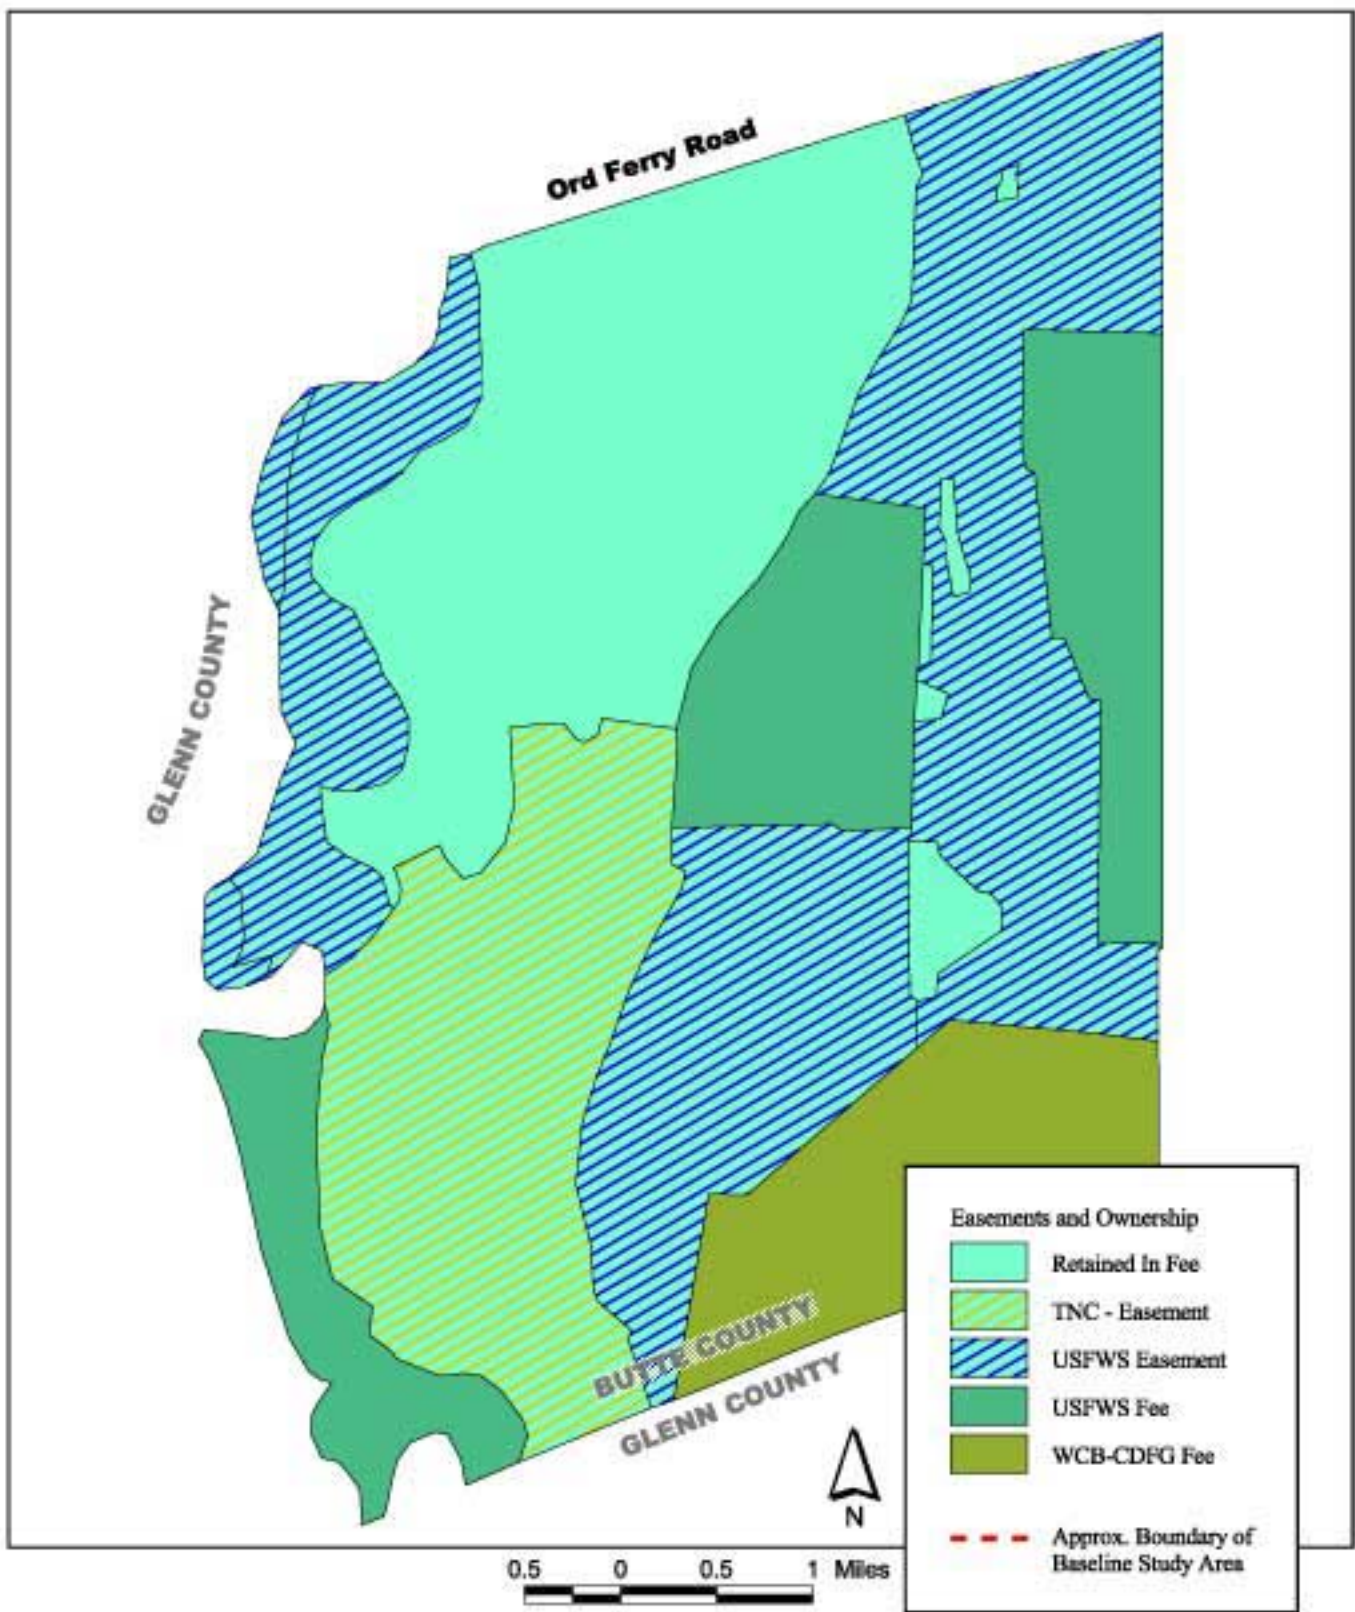 Ord Ferry Road
GLENN COUNTY
BUTTE COUNTY
GLENN COUNTY
N
0.5 0 0.5 1 Miles
Easements and Ownership
Retained In Fee
TNC - Easement
USFWS Easement
USFWS Fee
WCB-CDFG Fee
Approx. Boundary of
Baseline Study Area